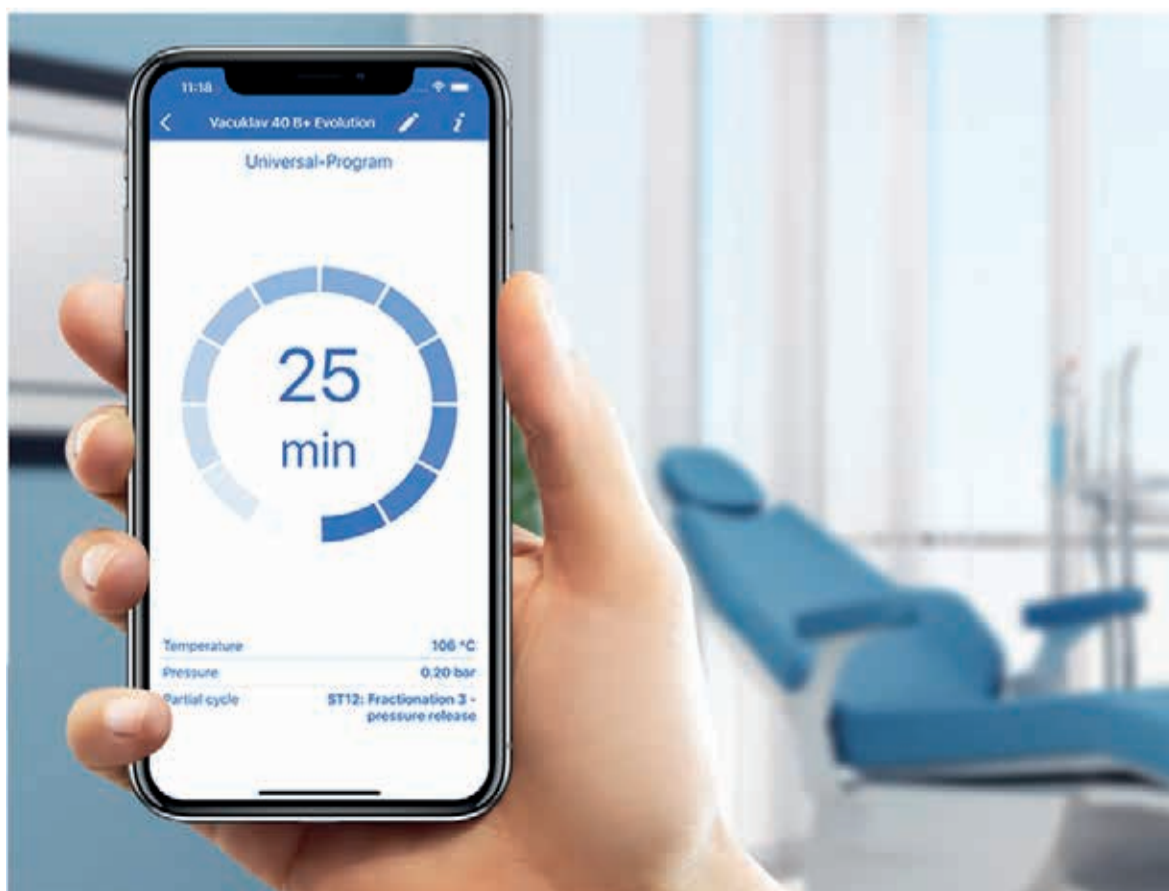 11:18
Vacuklav 40 B+ Evolution
Universal-Program
25
min
Temperature 106 °C
Pressure 0.20 bar
Partial cycle ST12: Fractionation 3 -
pressure release